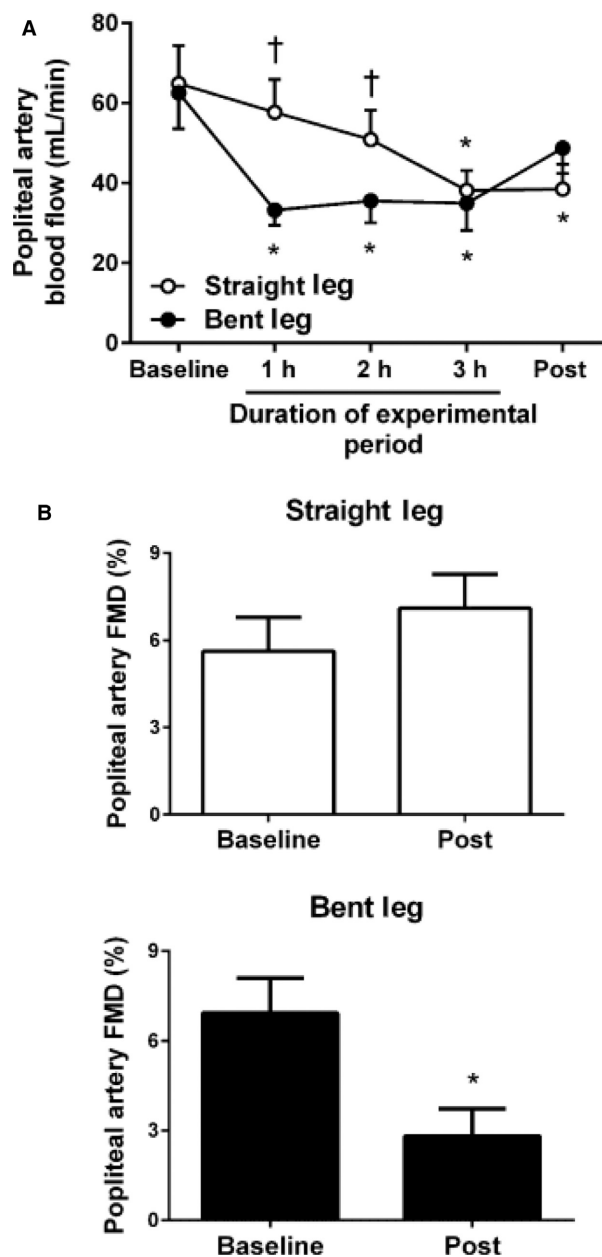 A
Popliteal artery
blood flow (mL/min)
80
60
40
20
0
†
†
*
*
*
*
*
Straight leg
Bent leg
Baseline 1 h 2 h 3 h Post
Duration of experimental
period
B
Straight leg
Popliteal artery FMD (%)
9
6
3
0
Baseline Post
Bent leg
Popliteal artery FMD (%)
9
6
3
0
*
Baseline Post